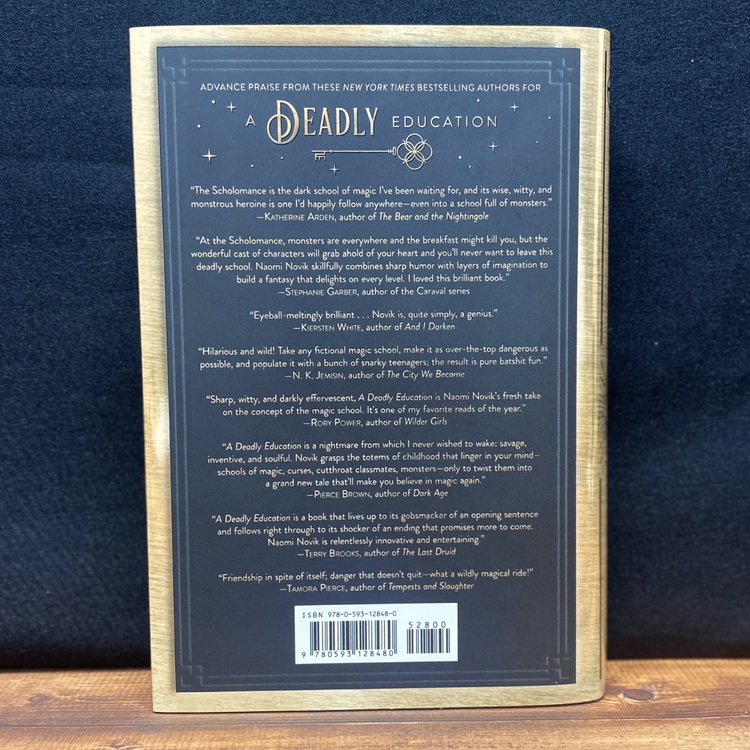 ADVANCE PRAISE FROM THESE NEW YORK TIMES BESTSELLING AUTHORS FOR
A DEADLY EDUCATION
“The Scholomance is the dark school of magic I’ve been waiting for, and its wise, witty, and
monstrous heroine is one I’d happily follow anywhere—even into a school full of monsters.”
—KATHERINE ARDEN, author of The Bear and the Nightingale
“At the Scholomance, monsters are everywhere and the breakfast might kill you, but the
wonderful cast of characters will grab ahold of your heart and you’ll never want to leave this
deadly school. Naomi Novik skillfully combines sharp humor with layers of imagination to
build a fantasy that delights on every level. I loved this brilliant book.”
—STEPHANIE GARBER, author of the Caraval series
“Eyeball-meltingly brilliant . . . Novik is, quite simply, a genius.”
—KIERSTEN WHITE, author of And I Darken
“Hilarious and wild! Take any fictional magic school, make it as over-the-top dangerous as
possible, and populate it with a bunch of snarky teenagers; the result is pure batshit fun.”
—N. K. JEMISIN, author of The City We Became
“Sharp, witty, and darkly effervescent, A Deadly Education is Naomi Novik’s fresh take
on the concept of the magic school. It’s one of my favorite reads of the year.”
—RORY POWER, author of Wilder Girls
“A Deadly Education is a nightmare from which I never wished to wake: savage,
inventive, and soulful. Novik grasps the totems of childhood that linger in your mind—
schools of magic, curses, cutthroat classmates, monsters—only to twist them into
a grand new tale that’ll make you believe in magic again.”
—PIERCE BROWN, author of Dark Age
“A Deadly Education is a book that lives up to its gobsmacker of an opening sentence
and follows right through to its shocker of an ending that promises more to come.
Naomi Novik is relentlessly innovative and entertaining.”
—TERRY BROOKS, author of The Last Druid
“Friendship in spite of itself; danger that doesn’t quit—what a wildly magical ride!”
—TAMORA PIERCE, author of Tempests and Slaughter
ISBN 978-0-593-12848-0
52800
9 780593 128480